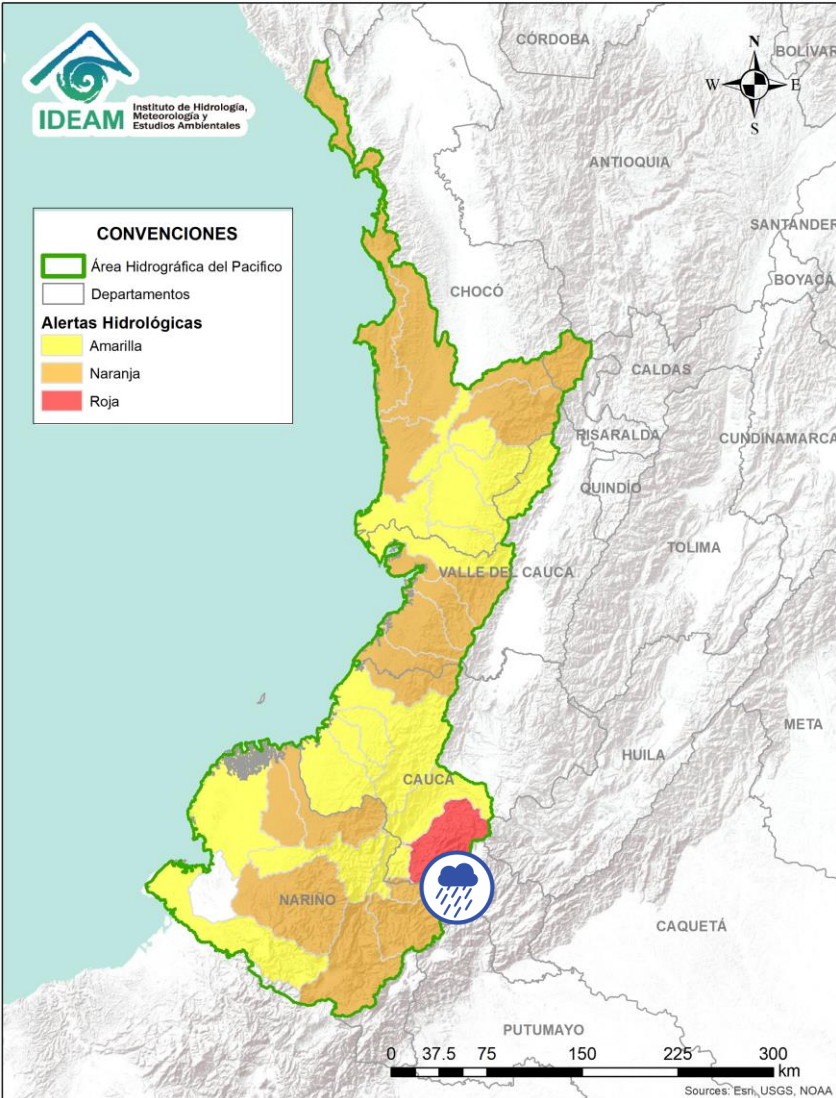 IDEAM
Instituto de Hidrología,
Meteorología y
Estudios Ambientales
N
W
E
S
CÓRDOBA
BOLÍVAR
ANTIOQUIA
SANTANDER
BOYACÁ
CONVENCIONES
Área Hidrográfica del Pacifico
Departamentos
Alertas Hidrológicas
Amarilla
Naranja
Roja
CHOCÓ
CALDAS
RISARALDA
CUNDINAMARCA
QUINDÍO
TOLIMA
VALLE DEL CAUCA
META
HUILA
CAUCA
NARIÑO
CAQUETÁ
PUTUMAYO
0 37.5 75 150 225 300
km
Sources: Esri, USGS, NOAA